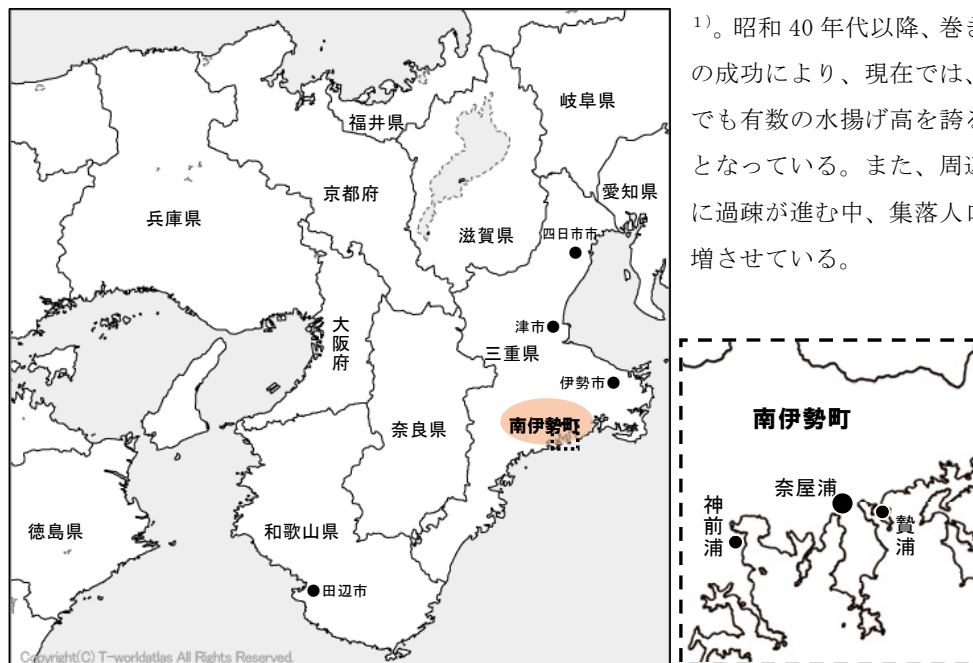 1)。昭和 40 年代以降、巻き
の成功により、現在では、
でも有数の水揚げ高を誇る
となっている。また、周辺
に過疎が進む中、集落人口
増させている。
岐阜県
福井県
京都府
愛知県
兵庫県
滋賀県
四日市市
大阪府
津市
三重県
伊勢市
南伊勢町
奈良県
徳島県
和歌山県
田辺市
Copyright(C) T-worldatlas All Rights Reserved.
南伊勢町
奈屋浦
神前浦
贄浦